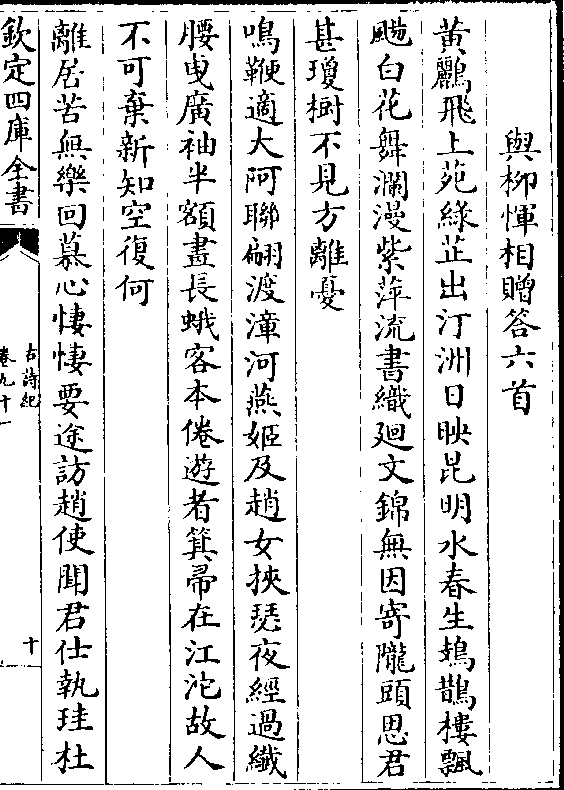 與柳惲相贈答六首
黃鸝飛上苑綠芷出汀洲日映昆明水春生鳷鵲樓飄
颺白花舞瀾漫紫萍流書織廻文錦無因寄隴頭思君
甚瓊樹不見方離憂
鳴鞭適大阿聯翩渡漳河燕姬及趙女挾瑟夜經過纎
腰曵廣袖半額畫長蛾客本倦遊者箕帚在江沱故人
不可棄新知空復何
離居苦無樂回慕心悽悽要途訪趙使聞君仕執珪杜
欽定四庫全書
古詩紀
卷九十一
十